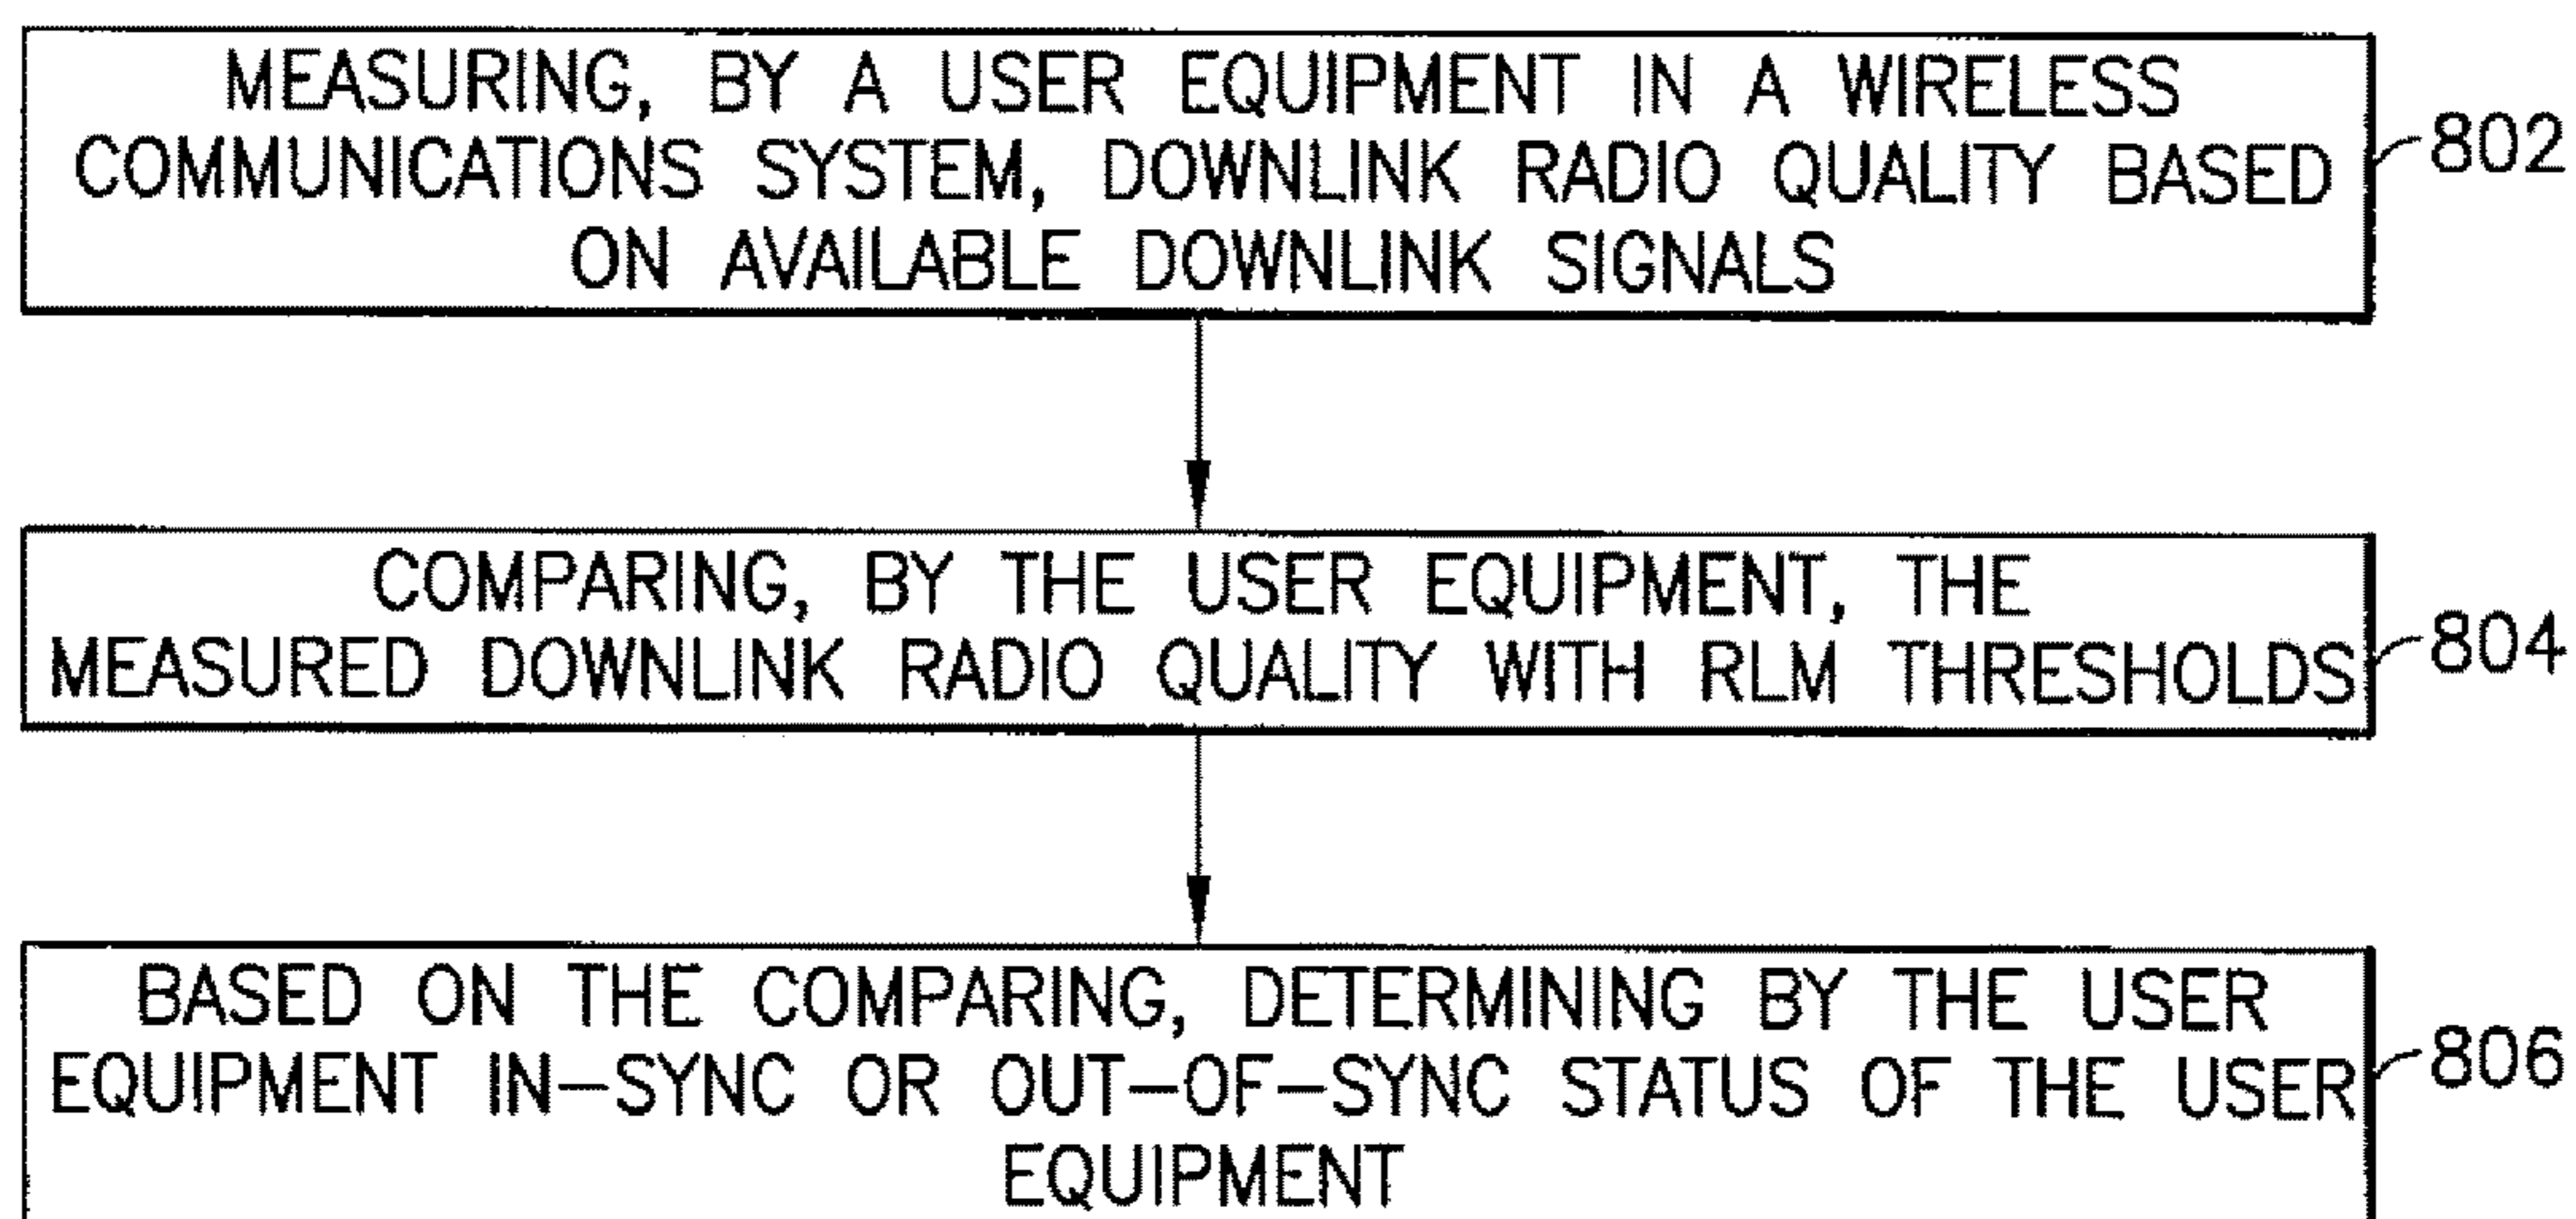 MEASURING, BY A USER EQUIPMENT IN A WIRELESS
COMMUNICATIONS SYSTEM, DOWNLINK RADIO QUALITY BASED
ON AVAILABLE DOWNLINK SIGNALS
802
COMPARING, BY THE USER EQUIPMENT, THE
MEASURED DOWNLINK RADIO QUALITY WITH RLM THRESHOLDS
804
BASED ON THE COMPARING, DETERMINING BY THE USER
EQUIPMENT IN-SYNC OR OUT-OF-SYNC STATUS OF THE USER
EQUIPMENT
806